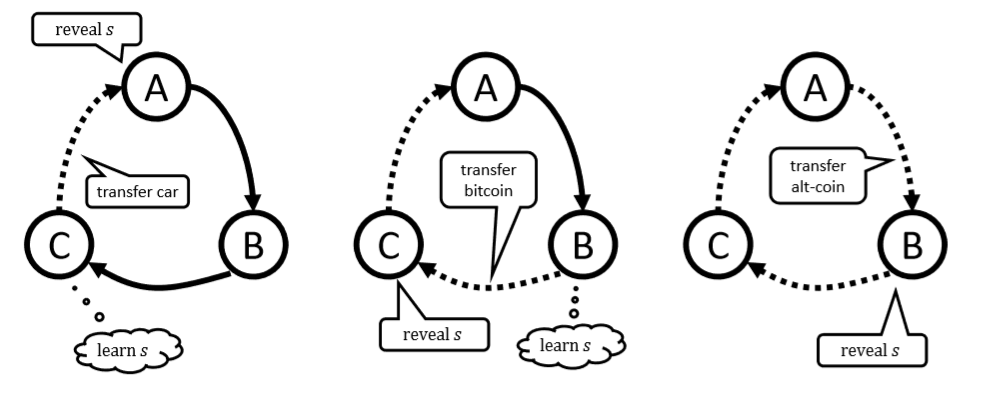 reveal s
A
transfer car
C
B
learn s
A
transfer
bitcoin
C
B
reveal s
learn s
A
transfer
alt-coin
C
B
reveal s